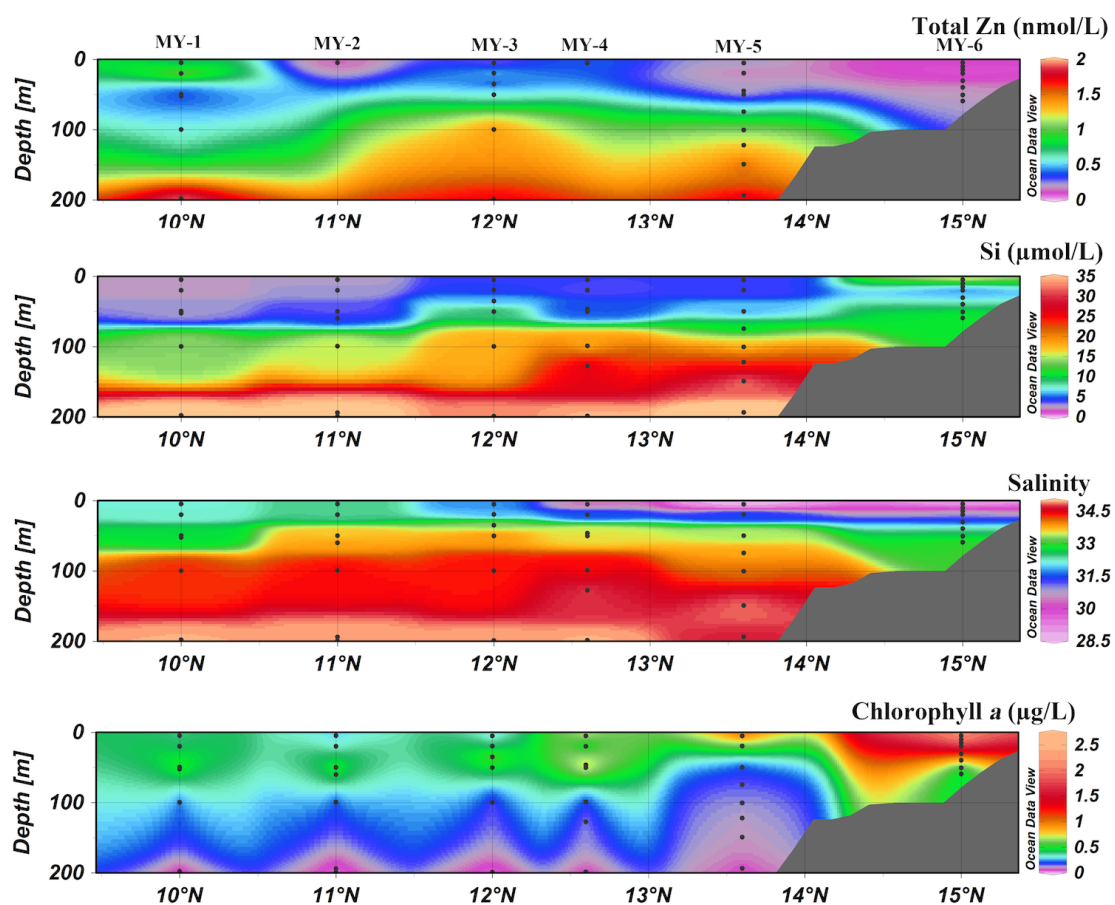 Total Zn (nmol/L)
MY-1 MY-2 MY-3 MY-4 MY-5 MY-6
Depth [m]
0
100
200
10°N 11°N 12°N 13°N 14°N 15°N
Ocean Data View
2
1.5
1
0.5
0
Si (μmol/L)
Depth [m]
0
100
200
10°N 11°N 12°N 13°N 14°N 15°N
Ocean Data View
35
30
25
20
15
10
5
0
Salinity
Depth [m]
0
100
200
10°N 11°N 12°N 13°N 14°N 15°N
Ocean Data View
34.5
33
31.5
30
28.5
Chlorophyll a (μg/L)
Depth [m]
0
100
200
10°N 11°N 12°N 13°N 14°N 15°N
Ocean Data View
2.5
2
1.5
1
0.5
0